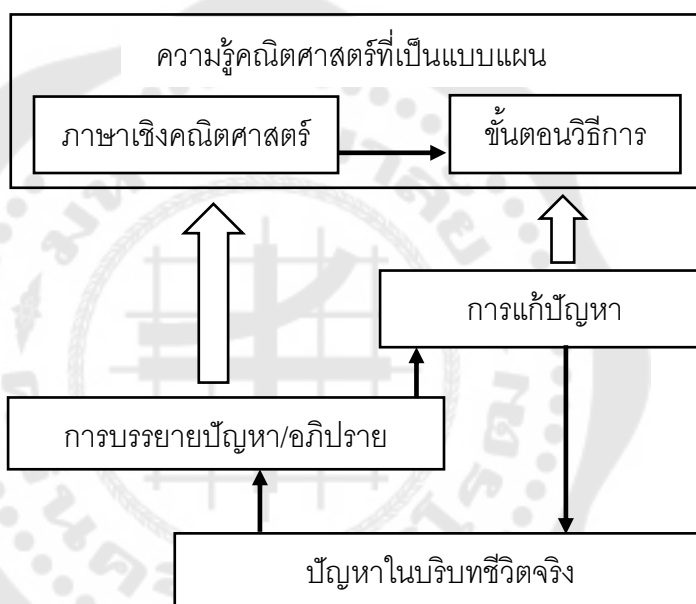 ความรู้คณิตศาสตร์ที่เป็นแบบแผน
ภาษาเชิงคณิตศาสตร์
ขั้นตอนวิธีการ
การแก้ปัญหา
การบรรยายปัญหา/อภิปราย
ปัญหาในบริบทชีวิตจริง